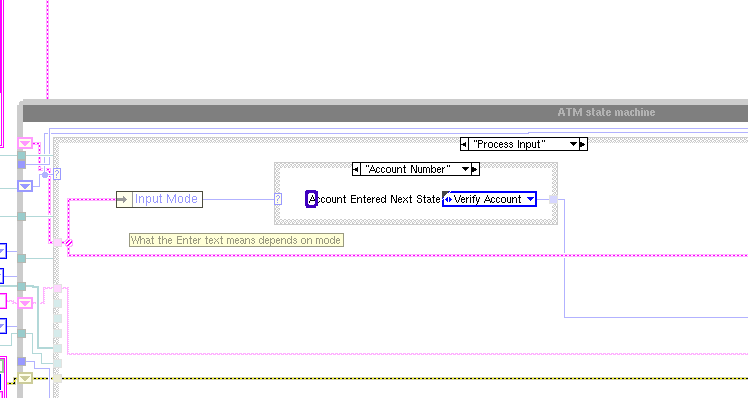 ATM state machine
"Process Input"
"Account Number"
?
Input Mode
?
Account Entered Next State
Verify Account
What the Enter text means depends on mode